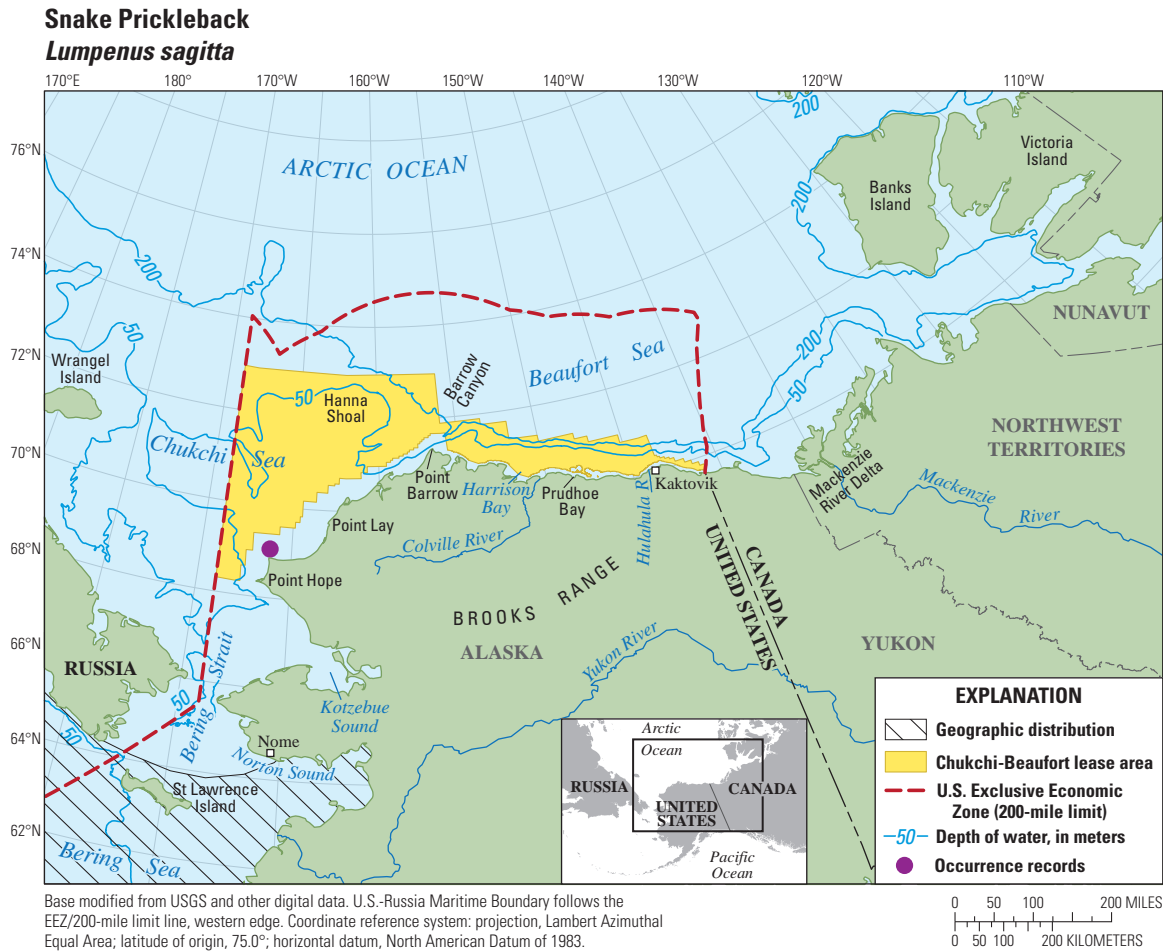 Snake Prickleback
Lumpenus sagitta
170°E 180° 170°W 160°W 150°W 140°W 130°W 120°W 110°W
200
76°N
ARCTIC OCEAN
Victoria
Island
Banks
Island
200
74°N
200
50
NUNAVUT
72°N
Wrangel
Island
Beaufort Sea
200
Barrow
Canyon
50
Hanna
Shoal
50
NORTHWEST
TERRITORIES
Chukchi Sea
70°N
Point
Barrow
Harrison
Bay
Prudhoe
Bay
Hulahula R.
Kaktovik
Mackenzie
River Delta
Mackenzie
River
Point Lay
Colville River
68°N
Point Hope
CANADA
UNITED STATES
BROOKS RANGE
66°N
RUSSIA
ALASKA
Yukon River
YUKON
Bering Strait
50
Kotzebue
Sound
64°N
50
Nome
Norton Sound
St Lawrence
Island
62°N
Bering Sea
Arctic
Ocean
RUSSIA
CANADA
UNITED
STATES
Pacific
Ocean
EXPLANATION
Geographic distribution
Chukchi-Beaufort lease area
U.S. Exclusive Economic
Zone (200-mile limit)
50 Depth of water, in meters
Occurrence records
Base modified from USGS and other digital data. U.S.-Russia Maritime Boundary follows the
EEZ/200-mile limit line, western edge. Coordinate reference system: projection, Lambert Azimuthal
Equal Area; latitude of origin, 75.0°; horizontal datum, North American Datum of 1983.
0 50 100 200 MILES
0 50 100 200 KILOMETERS